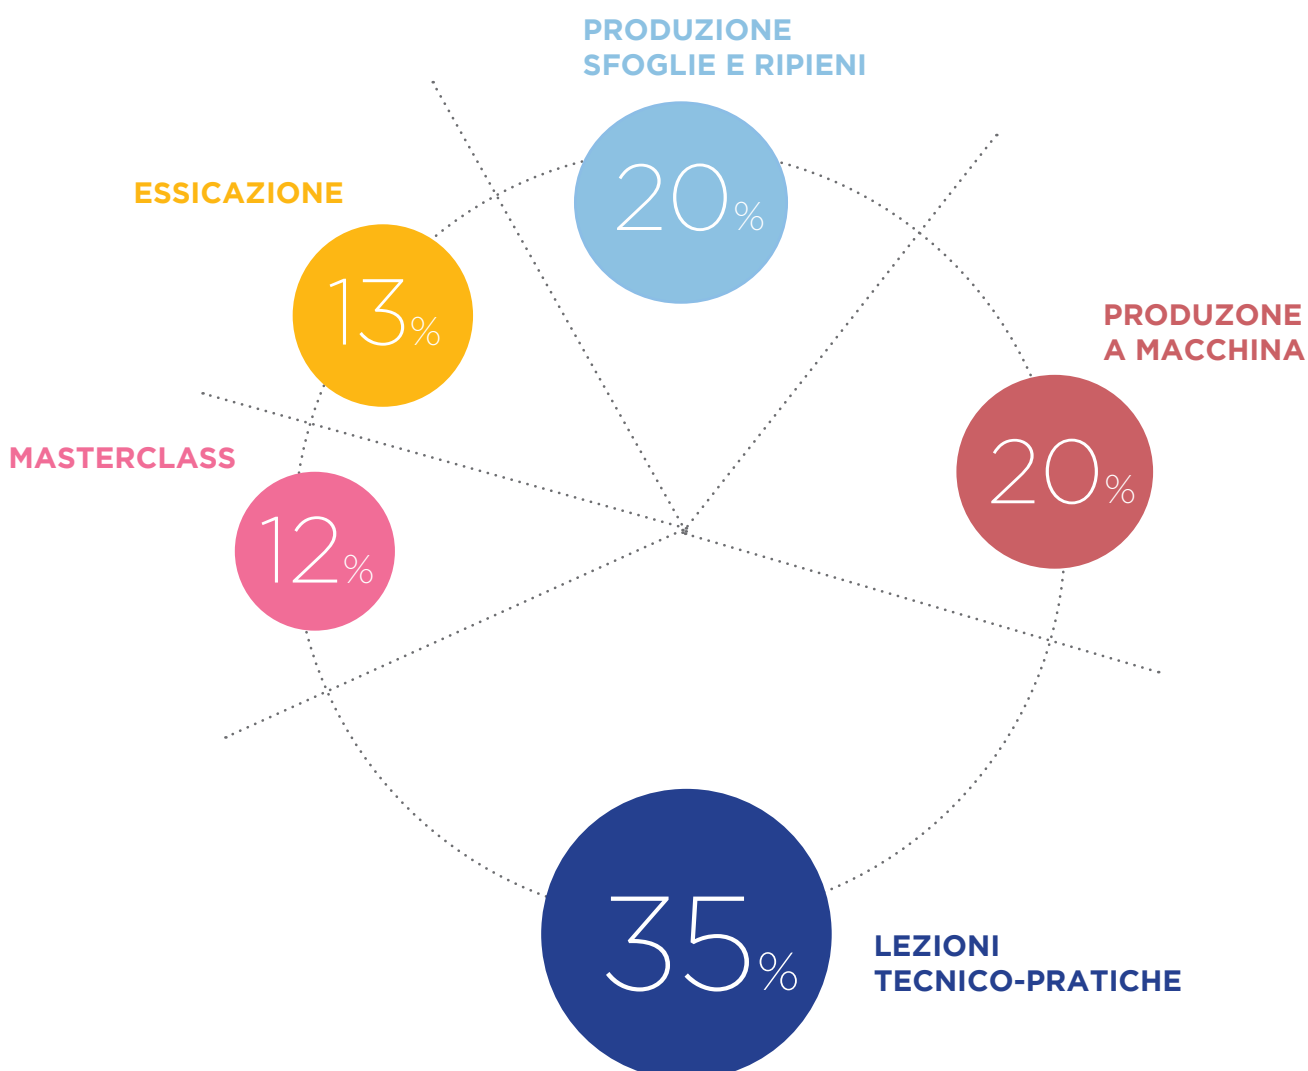 PRODUZIONE
SFOGLIE E RIPIENI
20%
ESSICAZIONE
13%
PRODUZONE
A MACCHINA
20%
MASTERCLASS
12%
35%
LEZIONI
TECNICO-PRATICHE